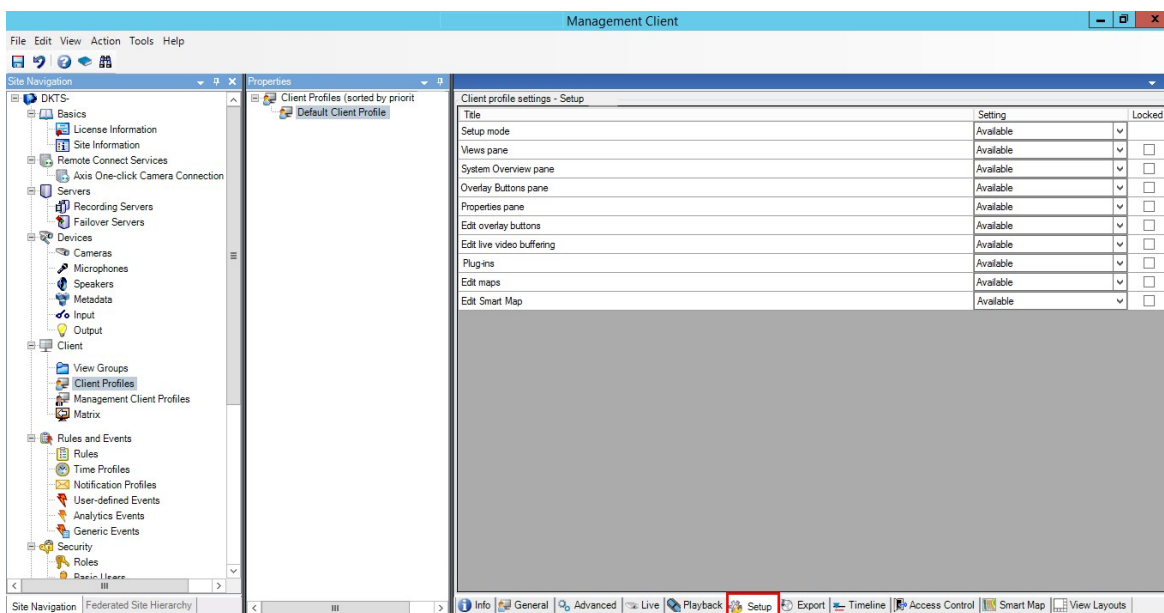 Management Client
File Edit View Action Tools Help
Site Navigation
DKTS-
Basics
License Information
Site Information
Remote Connect Services
Axis One-click Camera Connection
Servers
Recording Servers
Failover Servers
Devices
Cameras
Microphones
Speakers
Metadata
Input
Output
Client
View Groups
Client Profiles
Management Client Profiles
Matrix
Rules and Events
Rules
Time Profiles
Notification Profiles
User-defined Events
Analytics Events
Generic Events
Security
Roles
Basic Users
Site Navigation Federated Site Hierarchy
Properties
Client Profiles (sorted by priorit
Default Client Profile
Client profile settings - Setup
Title Setting Locked
Setup mode Available
Views pane Available
System Overview pane Available
Overlay Buttons pane Available
Properties pane Available
Edit overlay buttons Available
Edit live video buffering Available
Plug-ins Available
Edit maps Available
Edit Smart Map Available
Info General Advanced Live Playback Setup Export Timeline Access Control Smart Map View Layouts